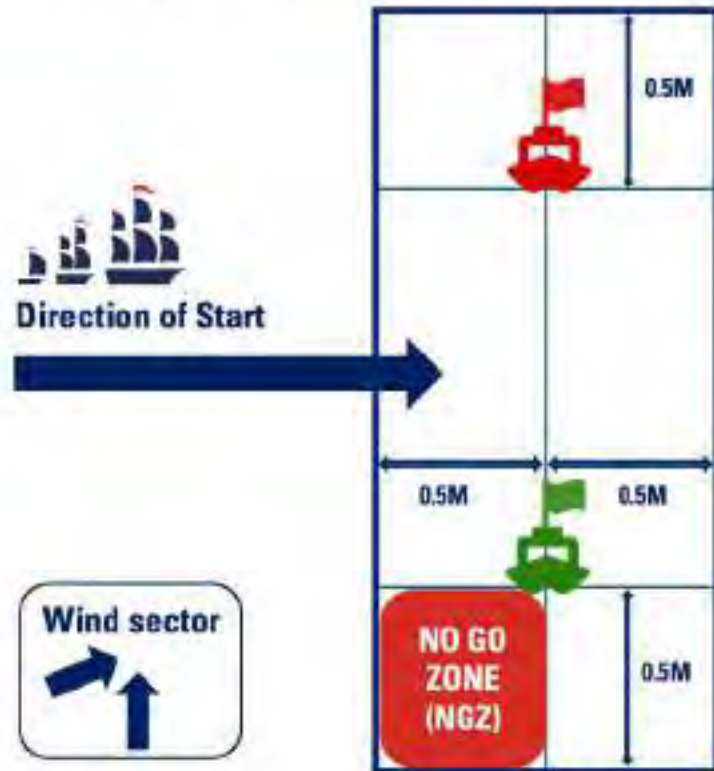 0.5M
Direction of Start
0.5M
0.5M
Wind sector
NO GO
ZONE
(NGZ)
0.5M